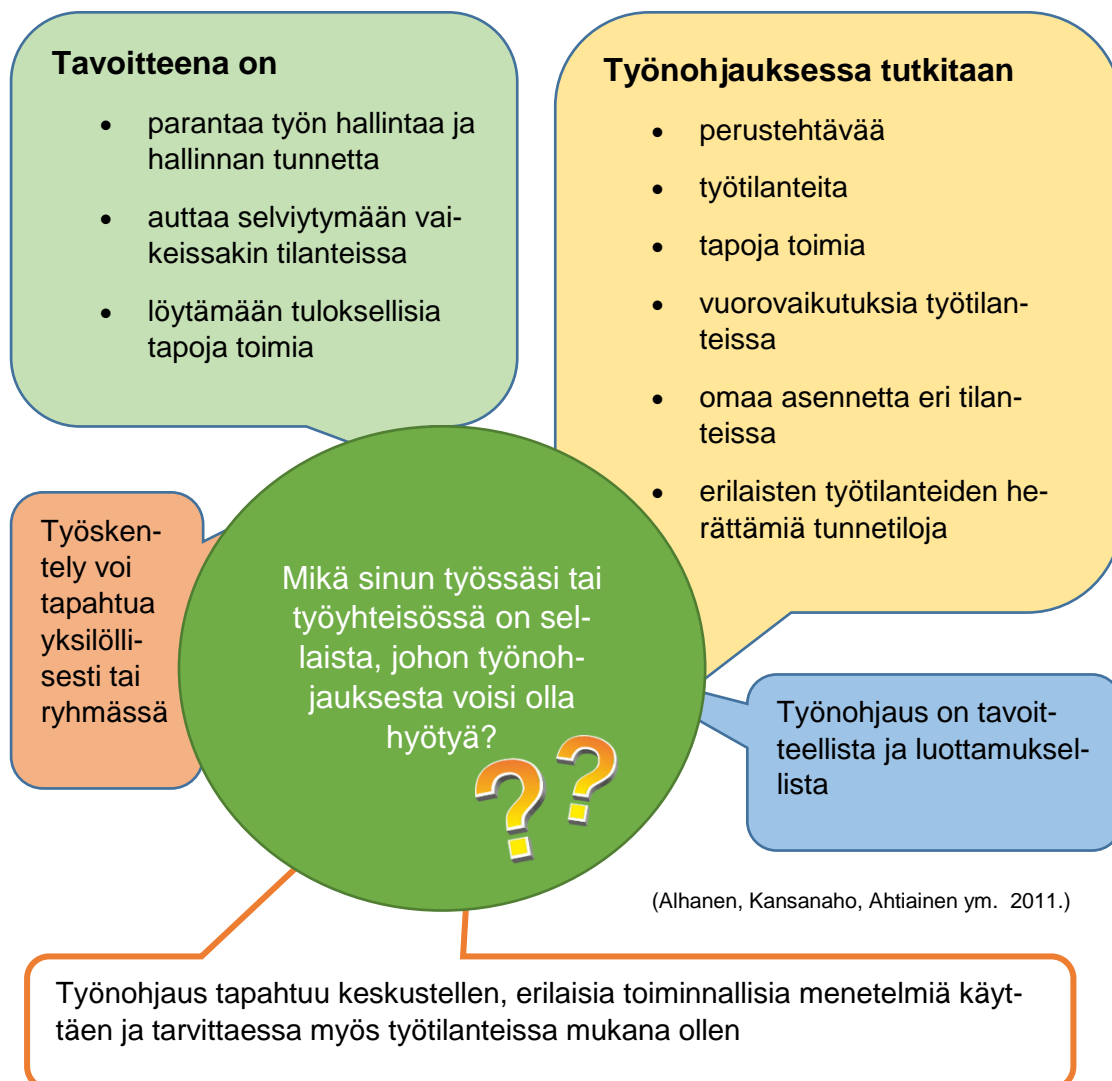 Tavoitteena on
• parantaa työn hallintaa ja
hallinnan tunnetta
• auttaa selviytymään vai-
keissakin tilanteissa
• löytämään tuloksellisia
tapoja toimia
Työnohjauksessa tutkitaan
• perustehtävää
• työtilanteita
• tapoja toimia
• vuorovaikutuksia työtilan-
teissa
• omaa asennetta eri tilan-
teissa
• erilaisten työtilanteiden he-
rättämiä tunnetiloja
Työsken-
tely voi
tapahtua
yksilölli-
sesti tai
ryhmässä
Mikä sinun työssäsi tai
työyhteisössä on sel-
laista, johon työnoh-
jauksesta voisi olla
hyötyä?
??
Työnohjaus on tavoit-
teellista ja luottamuksel-
lista
(Alhanen, Kansanaho, Ahtiainen ym. 2011.)
Työnohjaus tapahtuu keskustellen, erilaisia toiminnallisia menetelmiä käyt-
täen ja tarvittaessa myös työtilanteissa mukana ollen